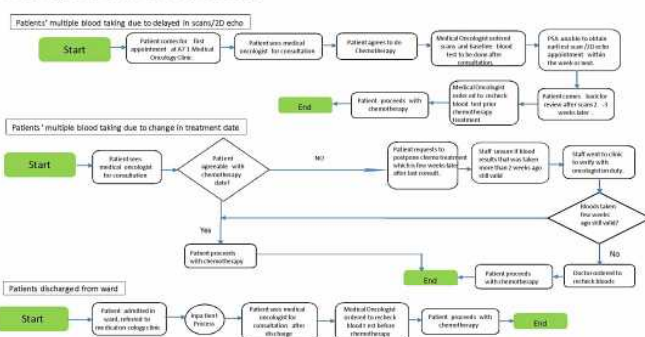 Patients' multiple blood taking due to delayed in scans/2D echo
Start
Patient comes for first
appointment at A7.1 Medical
Oncology Clinic.
Patient sees medical
oncologist for consultation
Patient agrees to do
Chemotherapy
Medical Oncologist ordered
scans and baseline blood
test to be done after
consultation.
PSA unable to obtain
earliest scan/2D echo
appointment within
the week or next.
Patient comes back for
review after scans 2 -3
weeks later.
Medical Oncologist
ordered to recheck
blood test prior
chemotherapy
treatment
Patient proceeds with
chemotherapy
End
Patients' multiple blood taking due to change in treatment date
Start
Patient sees
medical oncologist
for consultation
Patient
agreeable with
chemotherapy
date?
NO
Patient requests to
postpone chemo treatment
which is few weeks later
after last consult.
Staff unsure if blood
results that was taken
more than 2 weeks ago
still valid
Staff went to clinic
to verify with
oncologist on duty.
Bloods taken
few weeks
ago still valid?
Yes
No
Patient proceeds
with chemotherapy
End
Patient proceeds
with chemotherapy
Doctor ordered to
recheck bloods
Patients discharged from ward
Start
Patient admitted in
ward, referred to
medical oncology clinic
Inpatient
Process
Patient sees medical
oncologist for
consultation after
discharge
Medical Oncologist
ordered to recheck
blood test before
chemotherapy
Patient proceeds with
chemotherapy
End